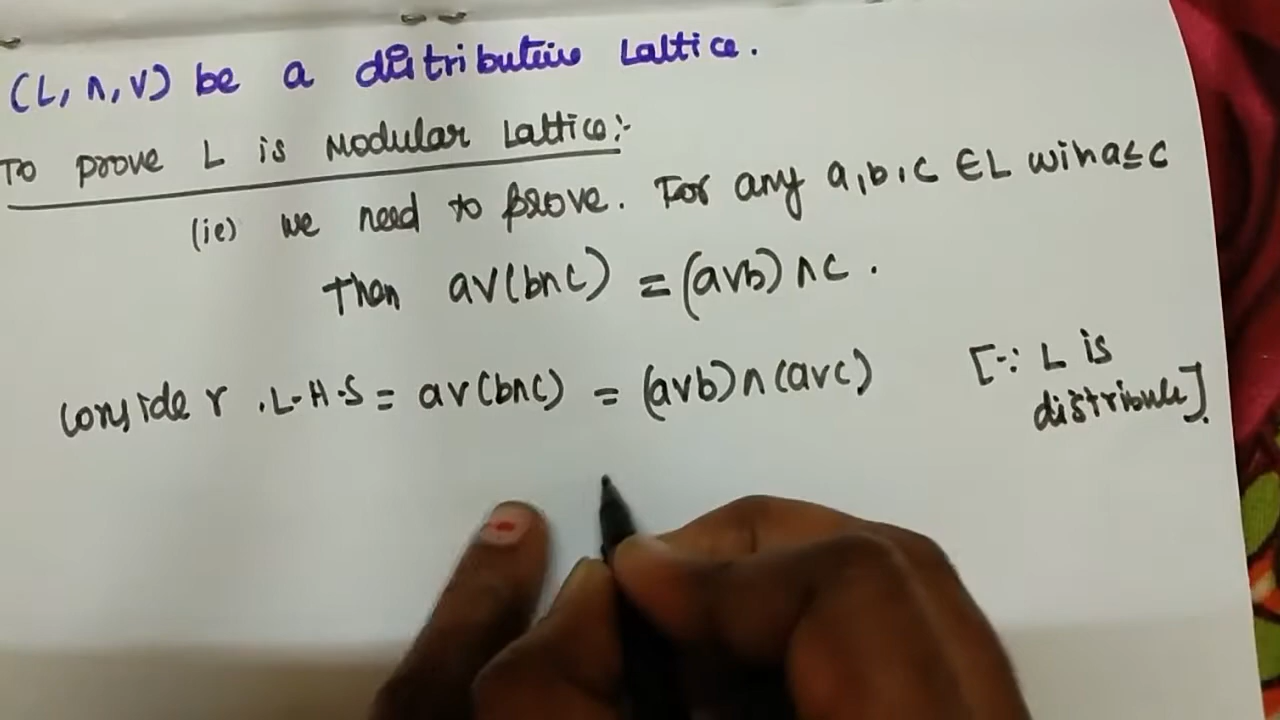 (L, ∧, ∨) be a distributive Lattice.
To prove L is Modular Lattice:-
(ie) we need to prove. For any a, b, c ∈ L with a ≤ c
Then a∨(b∧c) = (a∨b)∧c.
Consider .L-H-S = a∨(b∧c) = (a∨b)∧(a∨c) [∵ L is
distribute].